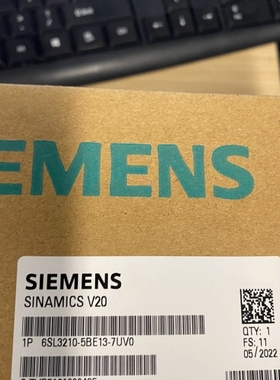 EMENS
SIEMENS
SINAMICS V20
1P 6SL3210-5BE13-7UV0
QTY: 1
FS: 11
05/2022